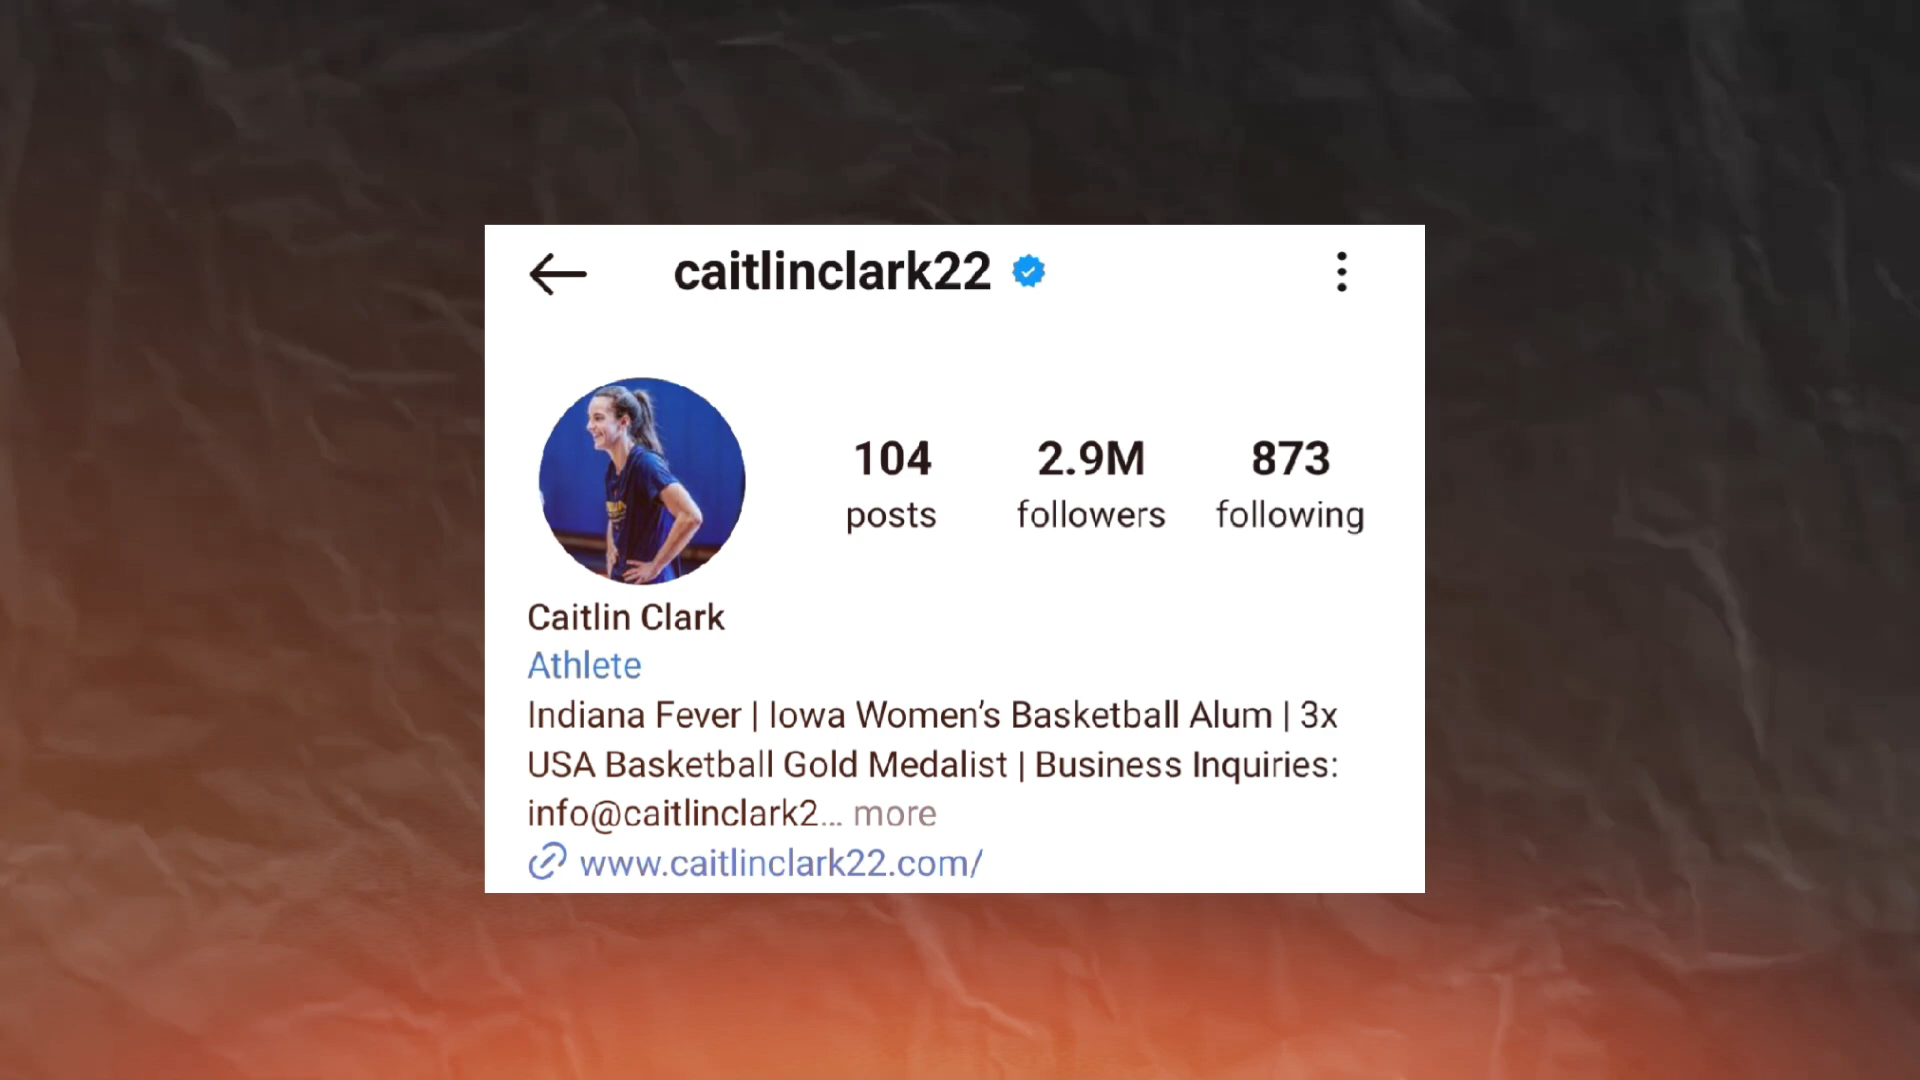 caitlinclark22
104 2.9M 873
posts followers following
Caitlin Clark
Athlete
Indiana Fever | Iowa Women’s Basketball Alum | 3x
USA Basketball Gold Medalist | Business Inquiries:
info@caitlinclark2... more
www.caitlinclark22.com/